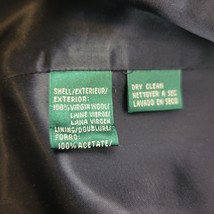 SHELL/EXTERIEUR/
EXTERIOR:
100% VIRGIN WOOL/
LAINE VIERGE/
LANA VIRGEN
LINING/DOUBLURE/
FORRO:
100% ACETATE/
DRY CLEAN
NETTOYER A SEC
LAVADO EN SECO